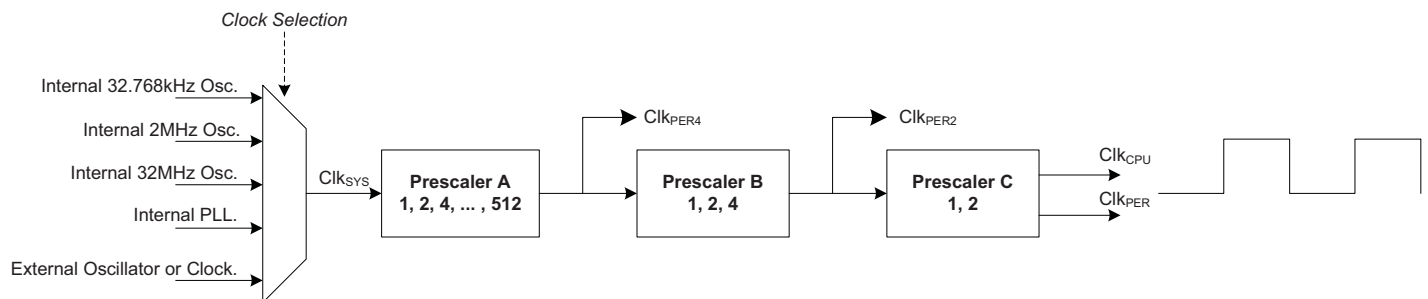 Clock Selection
Internal 32.768kHz Osc.
Internal 2MHz Osc.
Internal 32MHz Osc.
Internal PLL.
External Oscillator or Clock.
ClkSYS
Prescaler A
1, 2, 4, ... , 512
ClkPER4
Prescaler B
1, 2, 4
ClkPER2
Prescaler C
1, 2
ClkCPU
ClkPER